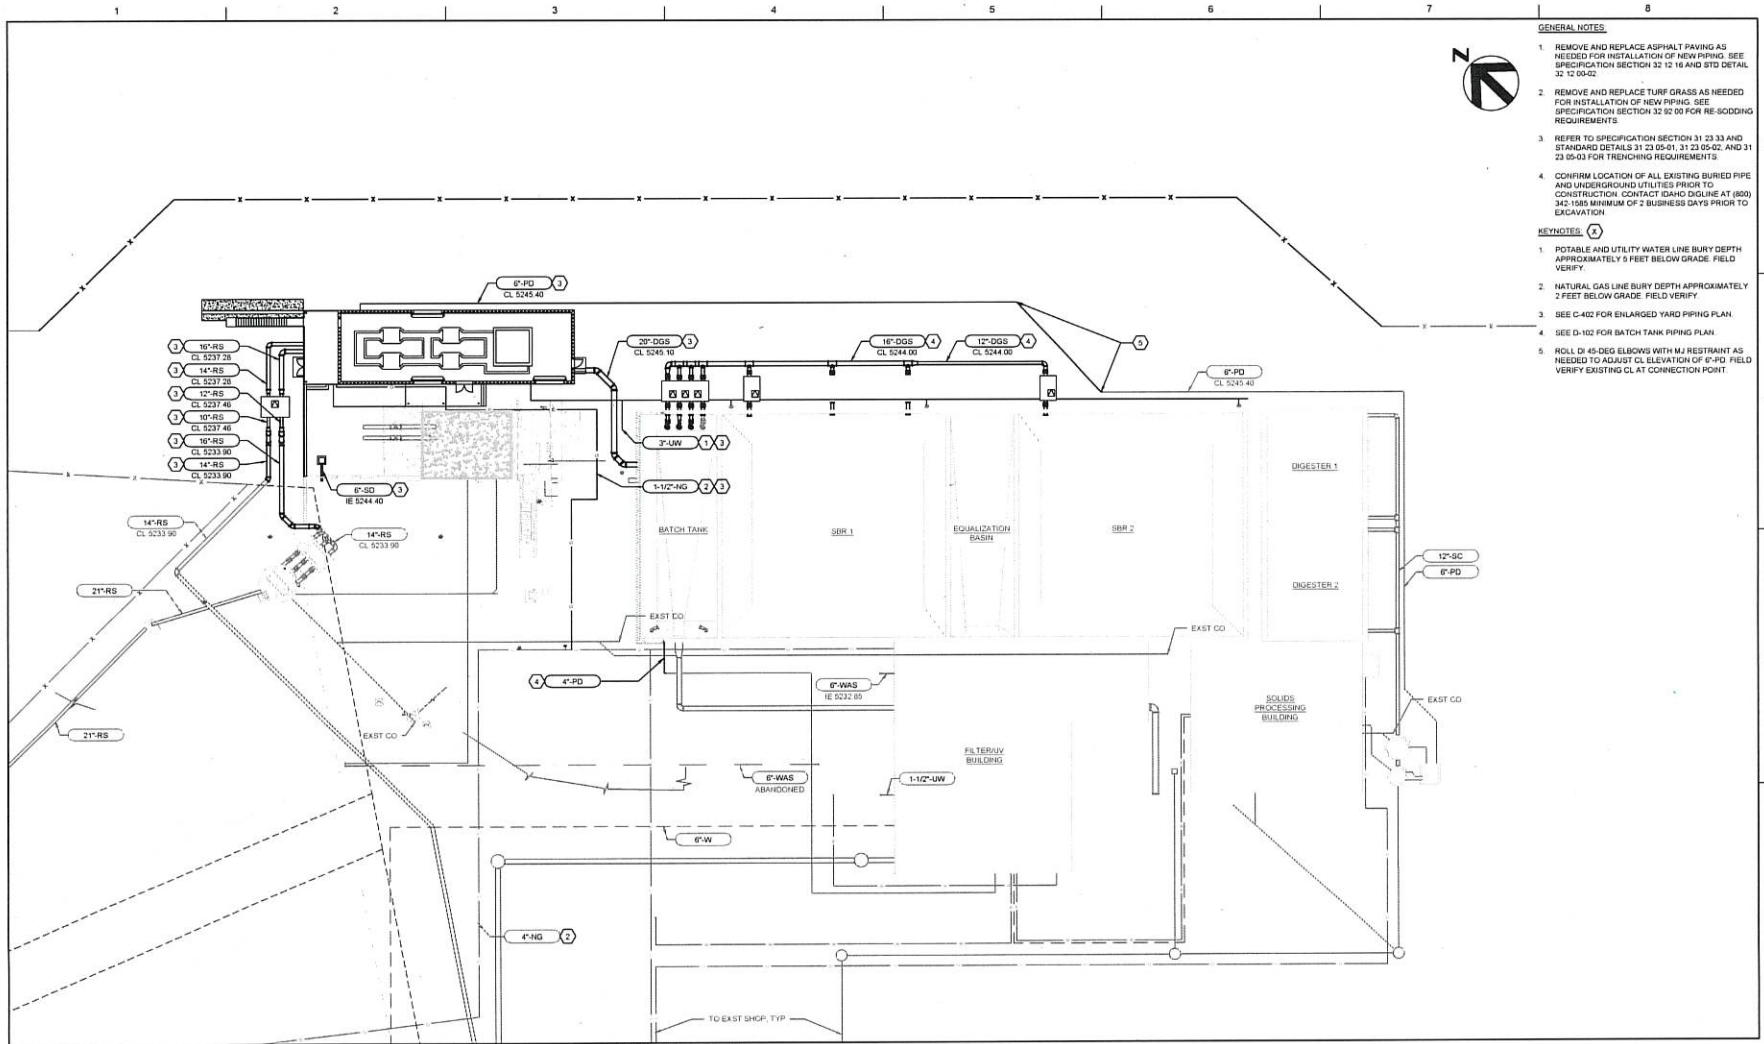 1 2 3 4 5 6 7 8
N
GENERAL NOTES:
1. REMOVE AND REPLACE ASPHALT PAVING AS
NEEDED FOR INSTALLATION OF NEW PIPING. SEE
SPECIFICATION SECTION 32 12 16 AND STD DETAIL
32 12 00-02.
2. REMOVE AND REPLACE TURF GRASS AS NEEDED
FOR INSTALLATION OF NEW PIPING. SEE
SPECIFICATION SECTION 32 92 00 FOR RE-SODDING
REQUIREMENTS.
3. REFER TO SPECIFICATION SECTION 31 23 33 AND
STANDARD DETAILS 31 23 05-01, 31 23 05-02, AND 31
23 05-03 FOR TRENCHING REQUIREMENTS.
4. CONFIRM LOCATION OF ALL EXISTING BURIED PIPE
AND UNDERGROUND UTILITIES PRIOR TO
CONSTRUCTION. CONTACT IDAHO DIGLINE AT (800)
342-1585 MINIMUM OF 2 BUSINESS DAYS PRIOR TO
EXCAVATION.
KEYNOTES: X
1. POTABLE AND UTILITY WATER LINE BURY DEPTH
APPROXIMATELY 5 FEET BELOW GRADE. FIELD
VERIFY.
2. NATURAL GAS LINE BURY DEPTH APPROXIMATELY
2 FEET BELOW GRADE. FIELD VERIFY.
3. SEE C-402 FOR ENLARGED YARD PIPING PLAN.
4. SEE D-102 FOR BATCH TANK PIPING PLAN.
5. ROLL DI 45-DEG ELBOWS WITH MJ RESTRAINT AS
NEEDED TO ADJUST CL ELEVATION OF 6"-PD. FIELD
VERIFY EXISTING CL AT CONNECTION POINT.
6"-PD 3
CL 5245.40
3 16"-RS
CL 5237.28
3 14"-RS
CL 5237.28
3 12"-RS
CL 5237.46
3 10"-RS
CL 5237.46
3 16"-RS
CL 5233.90
3 14"-RS
CL 5233.90
20"-DGS 3
CL 5245.10
16"-DGS 4
CL 5244.00
12"-DGS 4
CL 5244.00
5
6"-PD
CL 5245.40
3"-UW 1 3
1-1/2"-NG 2 3
6"-SD 3
IE 5244.40
14"-RS
CL 5233.90
14"-RS
CL 5233.90
21"-RS
21"-RS
BATCH TANK
SBR 1
EQUALIZATION
BASIN
SBR 2
DIGESTER 1
DIGESTER 2
12"-SC
6"-PD
EXST CO
EXST CO
4 4"-PD
6"-WAS
IE 5232.85
SOLIDS
PROCESSING
BUILDING
EXST CO
EXST CO
FILTER/UV
BUILDING
6"-WAS
ABANDONED
1-1/2"-UW
6"-W
4"-NG 2
TO EXST SHOP, TYP